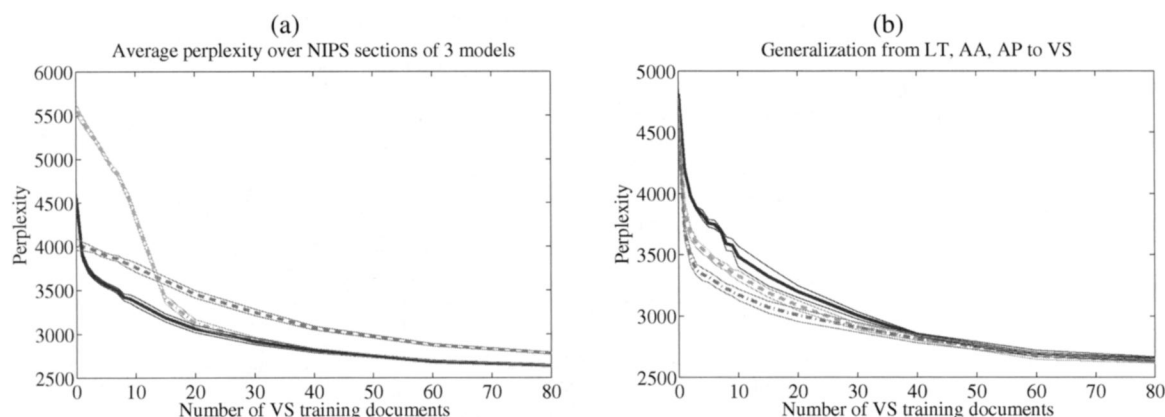 (a)
Average perplexity over NIPS sections of 3 models
6000
5500
5000
4500
4000
3500
3000
2500
Perplexity
0 10 20 30 40 50 60 70 80
Number of VS training documents
(b)
Generalization from LT, AA, AP to VS
5000
4500
4000
3500
3000
2500
Perplexity
0 10 20 30 40 50 60 70 80
Number of VS training documents